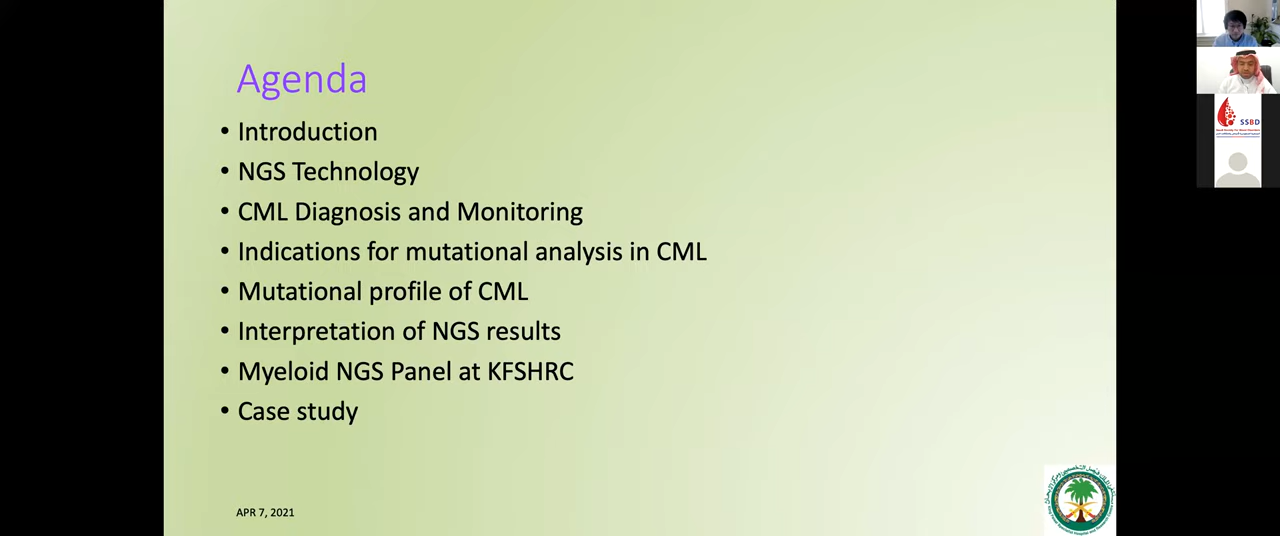 Agenda
• Introduction
• NGS Technology
• CML Diagnosis and Monitoring
• Indications for mutational analysis in CML
• Mutational profile of CML
• Interpretation of NGS results
• Myeloid NGS Panel at KFSHRC
• Case study
APR 7, 2021
SSBD